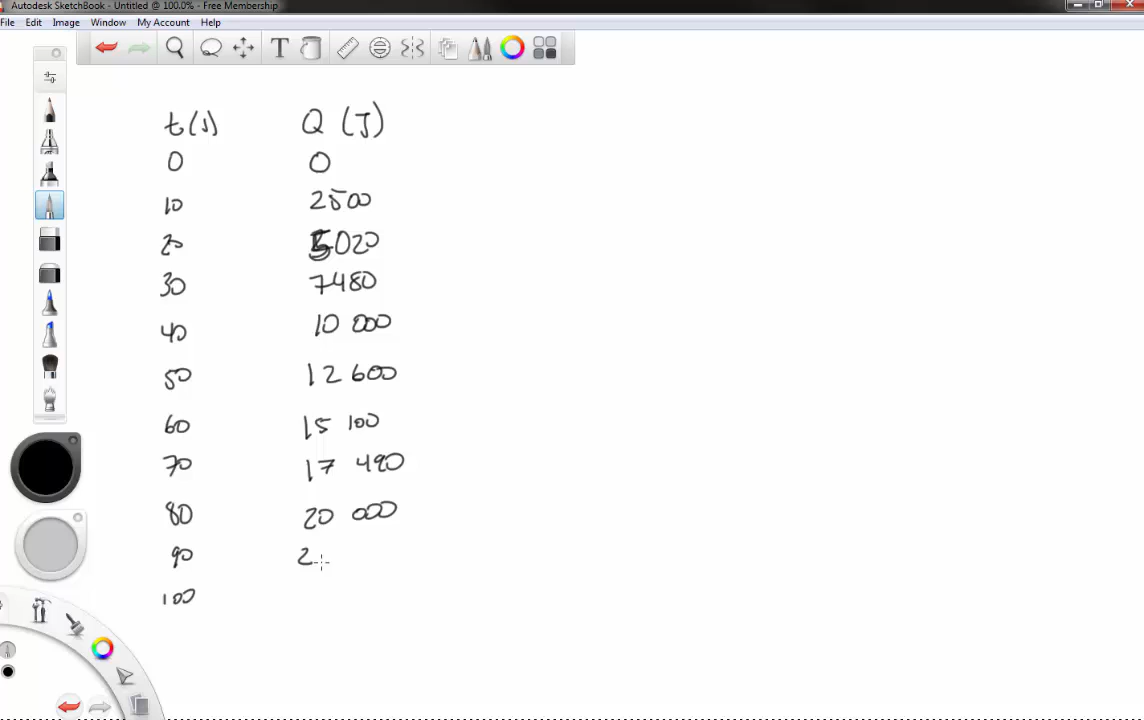 Autodesk SketchBook - Untitled @ 100.0% - Free Membership
File Edit Image Window My Account Help
t(s) Q (J)
0 0
10 2500
20 5020
30 7480
40 10 000
50 12 600
60 15 100
70 17 490
80 20 000
90 2
100